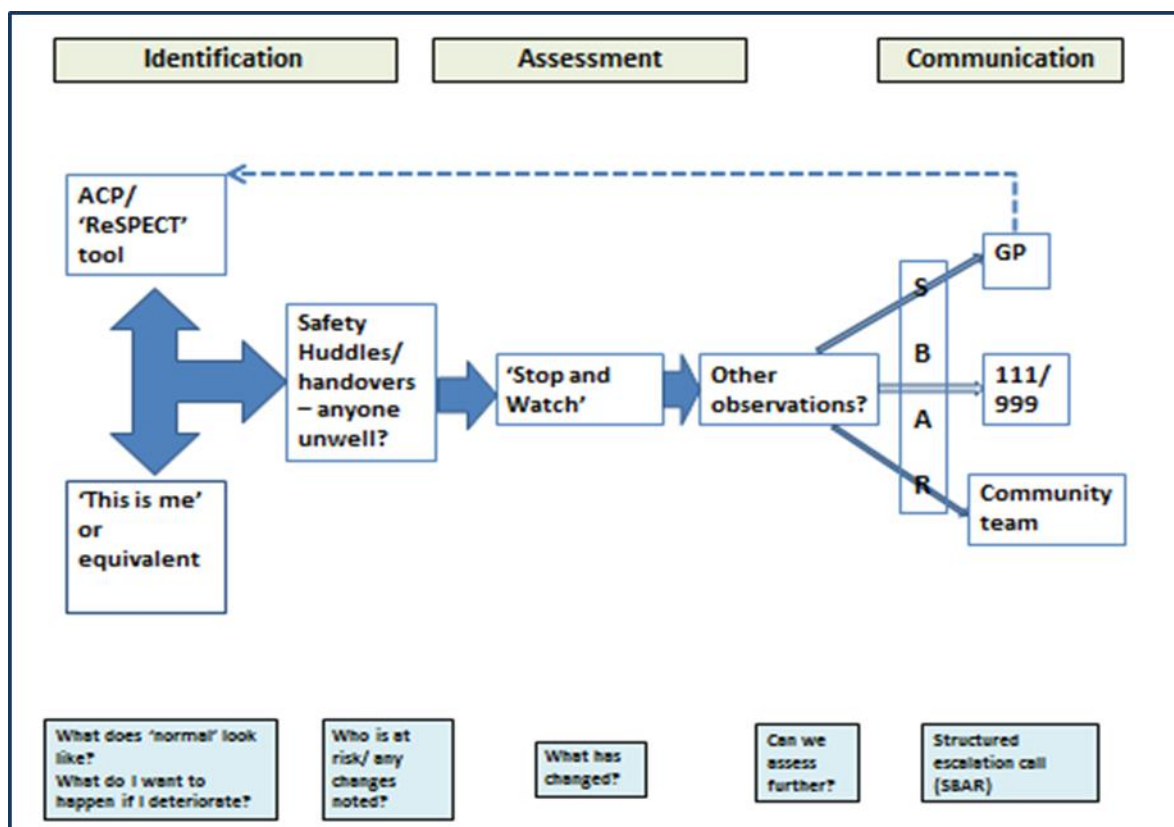 Identification
Assessment
Communication
ACP/
‘ReSPECT’
tool
GP
Safety
Huddles/
handovers
– anyone
unwell?
‘Stop and
Watch’
Other
observations?
S
B
A
R
111/
999
‘This is me’
or
equivalent
Community
team
What does ‘normal’ look
like?
What do I want to
happen if I deteriorate?
Who is at
risk/ any
changes
noted?
What has
changed?
Can we
assess
further?
Structured
escalation call
(SBAR)